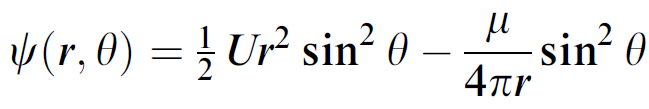 ψ(r, θ) = ½ Ur² sin² θ − μ/(4πr) sin² θ